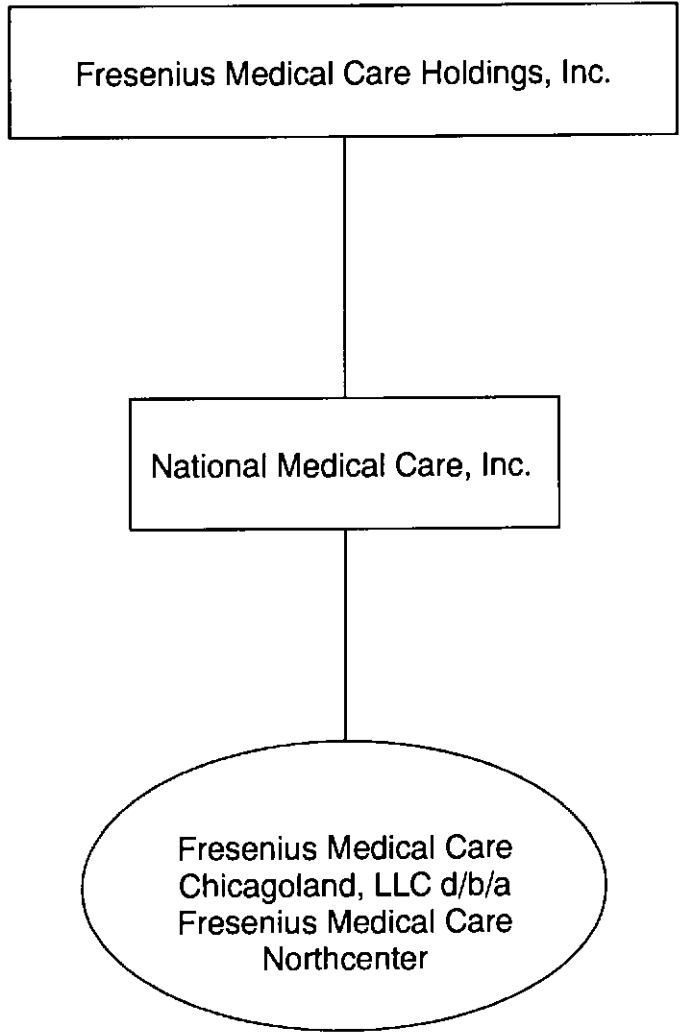 Fresenius Medical Care Holdings, Inc.
National Medical Care, Inc.
Fresenius Medical Care
Chicagoland, LLC d/b/a
Fresenius Medical Care
Northcenter